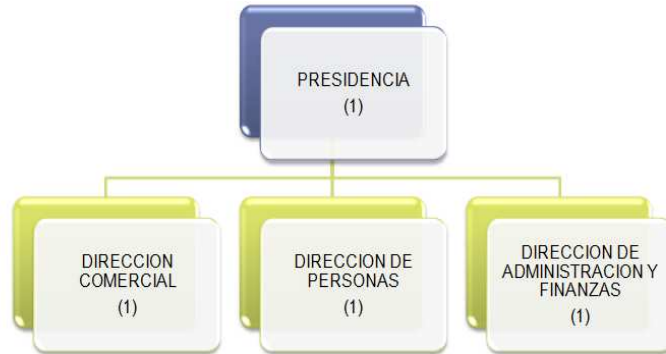 PRESIDENCIA
(1)
DIRECCION
COMERCIAL
(1)
DIRECCION DE
PERSONAS
(1)
DIRECCION DE
ADMINISTRACION Y
FINANZAS
(1)